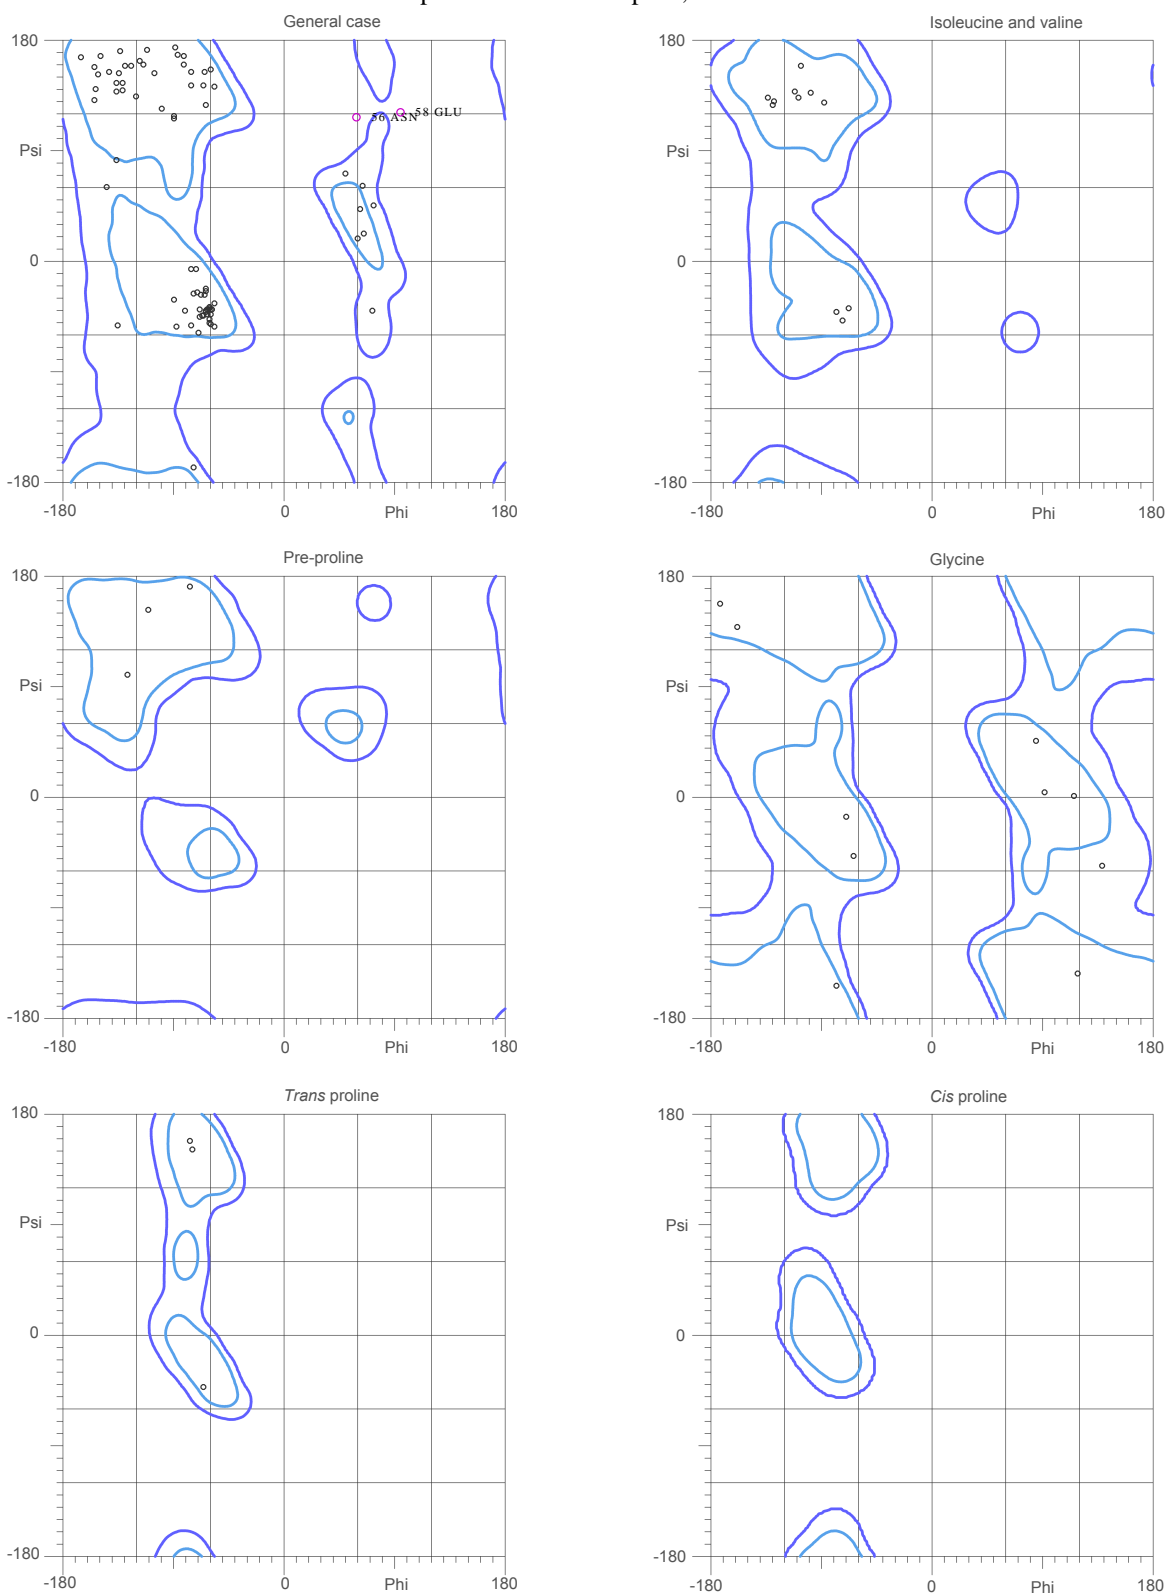 General case
Isoleucine and valine
180
180
56 ASN
58 GLU
Psi
Psi
0
0
-180
-180
-180
0
Phi
180
-180
0
Phi
180
Pre-proline
Glycine
180
180
Psi
Psi
0
0
-180
-180
-180
0
Phi
180
-180
0
Phi
180
Trans proline
Cis proline
180
180
Psi
Psi
0
0
-180
-180
-180
0
Phi
180
-180
0
Phi
180